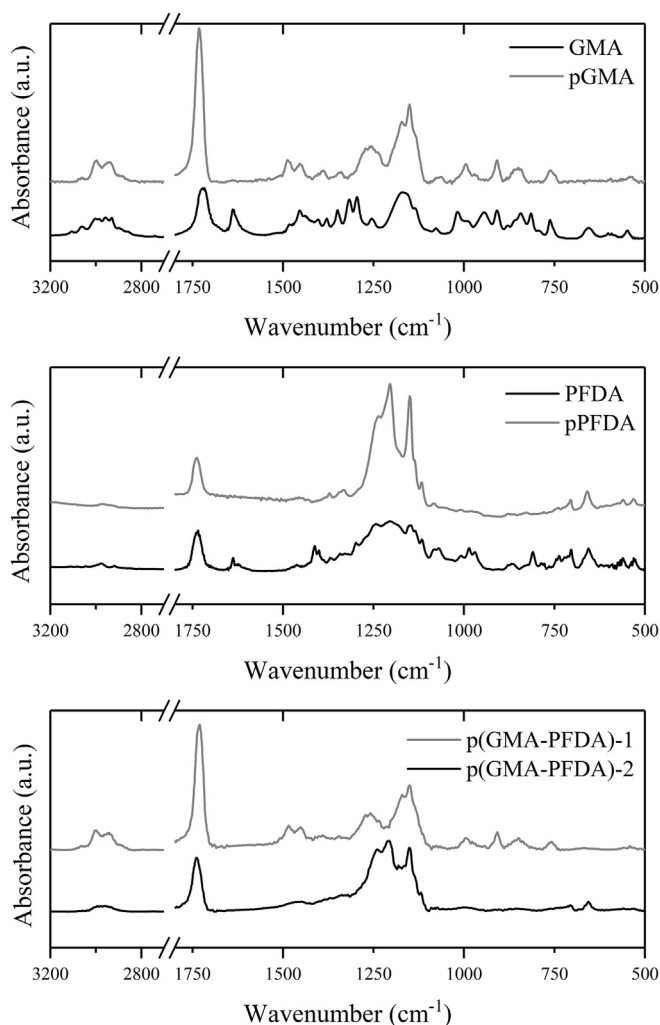 Absorbance (a.u.)
GMA
pGMA
3200 2800 1750 1500 1250 1000 750 500
Wavenumber (cm⁻¹)
Absorbance (a.u.)
PFDA
pPFDA
3200 2800 1750 1500 1250 1000 750 500
Wavenumber (cm⁻¹)
Absorbance (a.u.)
p(GMA-PFDA)-1
p(GMA-PFDA)-2
3200 2800 1750 1500 1250 1000 750 500
Wavenumber (cm⁻¹)